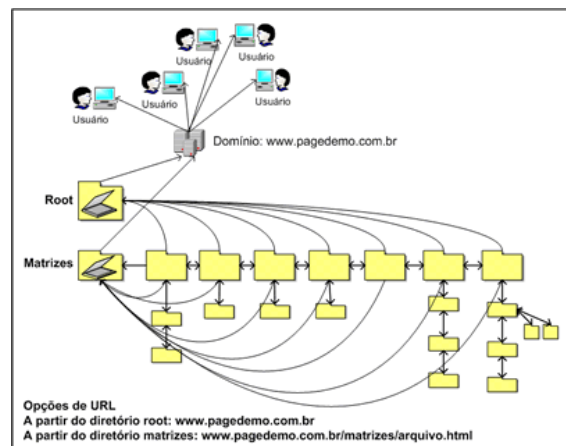 Usuário
Usuário
Usuário
Usuário
Usuário
Domínio: www.pagedemo.com.br
Root
Matrizes
Opções de URL
A partir do diretório root: www.pagedemo.com.br
A partir do diretório matrizes: www.pagedemo.com.br/matrizes/arquivo.html